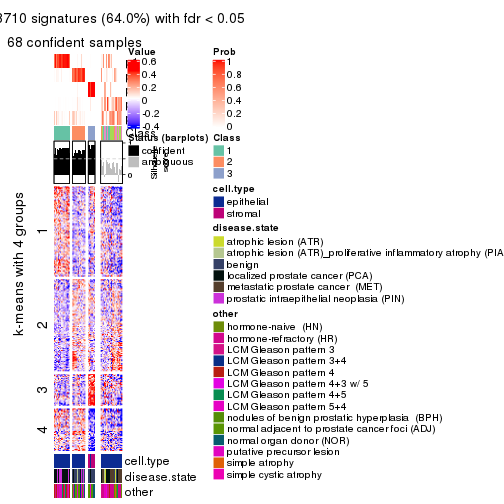 3710 signatures (64.0%) with fdr < 0.05
68 confident samples
Value
0.6
0.4
0.2
0
-0.2
-0.4
Prob
1
0.8
0.6
0.4
0.2
0
Class
Status (barplots)
confident
ambiguous
1
0
Class
1
2
3
cell.type
epithelial
stromal
disease.state
atrophic lesion (ATR)
atrophic lesion (ATR)_proliferative inflammatory atrophy (PIA
benign
localized prostate cancer (PCA)
metastatic prostate cancer (MET)
prostatic intraepithelial neoplasia (PIN)
other
hormone-naive (HN)
hormone-refractory (HR)
LCM Gleason pattern 3
LCM Gleason pattern 3+4
LCM Gleason pattern 4
LCM Gleason pattern 4+3 w/ 5
LCM Gleason pattern 4+5
LCM Gleason pattern 5+4
nodules of benign prostatic hyperplasia (BPH)
normal adjacent to prostate cancer foci (ADJ)
normal organ donor (NOR)
putative precursor lesion
simple atrophy
simple cystic atrophy
k-means with 4 groups
1
2
3
4
cell.type
disease.state
other